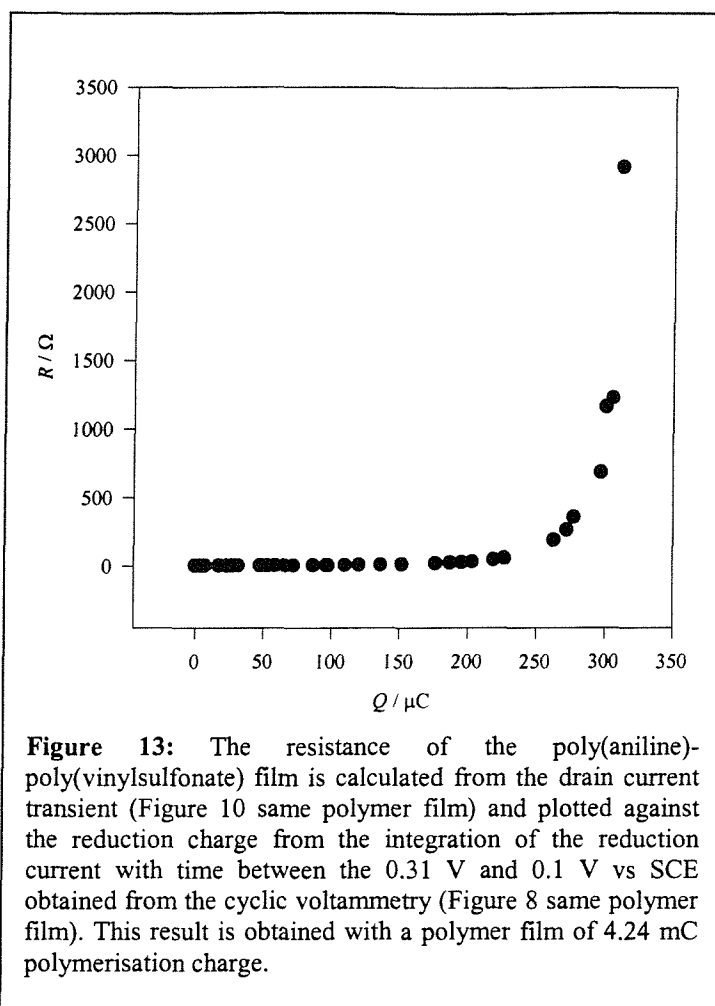 3500
3000
2500
2000
1500
1000
500
0
R / Ω
0 50 100 150 200 250 300 350
Q / μC
Figure 13: The resistance of the poly(aniline)-
poly(vinylsulfonate) film is calculated from the drain current
transient (Figure 10 same polymer film) and plotted against
the reduction charge from the integration of the reduction
current with time between the 0.31 V and 0.1 V vs SCE
obtained from the cyclic voltammetry (Figure 8 same polymer
film). This result is obtained with a polymer film of 4.24 mC
polymerisation charge.